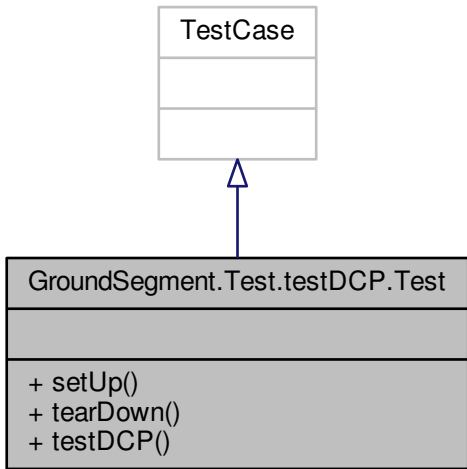 TestCase
GroundSegment.Test.testDCP.Test
+ setUp()
+ tearDown()
+ testDCP()